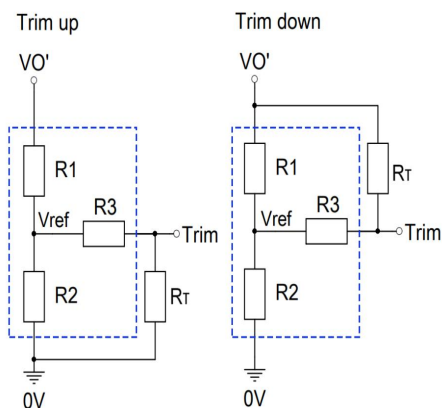 Trim up
VO'
R1
Vref
R3
Trim
R2
RT
0V
Trim down
VO'
R1
RT
Vref
R3
Trim
R2
0V